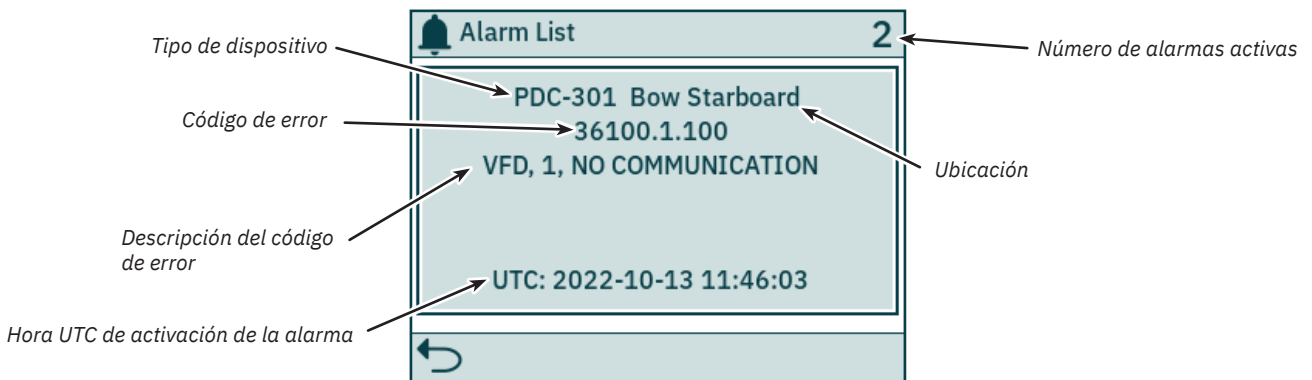 Alarm List
2
Tipo de dispositivo
Número de alarmas activas
PDC-301 Bow Starboard
Código de error
36100.1.100
VFD, 1, NO COMMUNICATION
Ubicación
Descripción del código
de error
UTC: 2022-10-13 11:46:03
Hora UTC de activación de la alarma